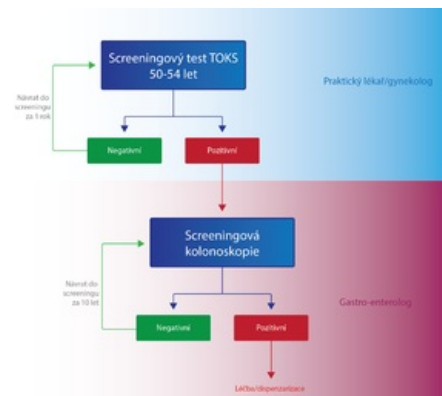 Screeningový test TOKS
50-54 let
Praktický lékař/gynekolog
Návrat do
screeningu
za 1 rok
Negativní
Pozitivní
Screeningová
kolonoskopie
Návrat do
screeningu
za 10 let
Gastro-enterolog
Negativní
Pozitivní
Léčba/dispenzarizace